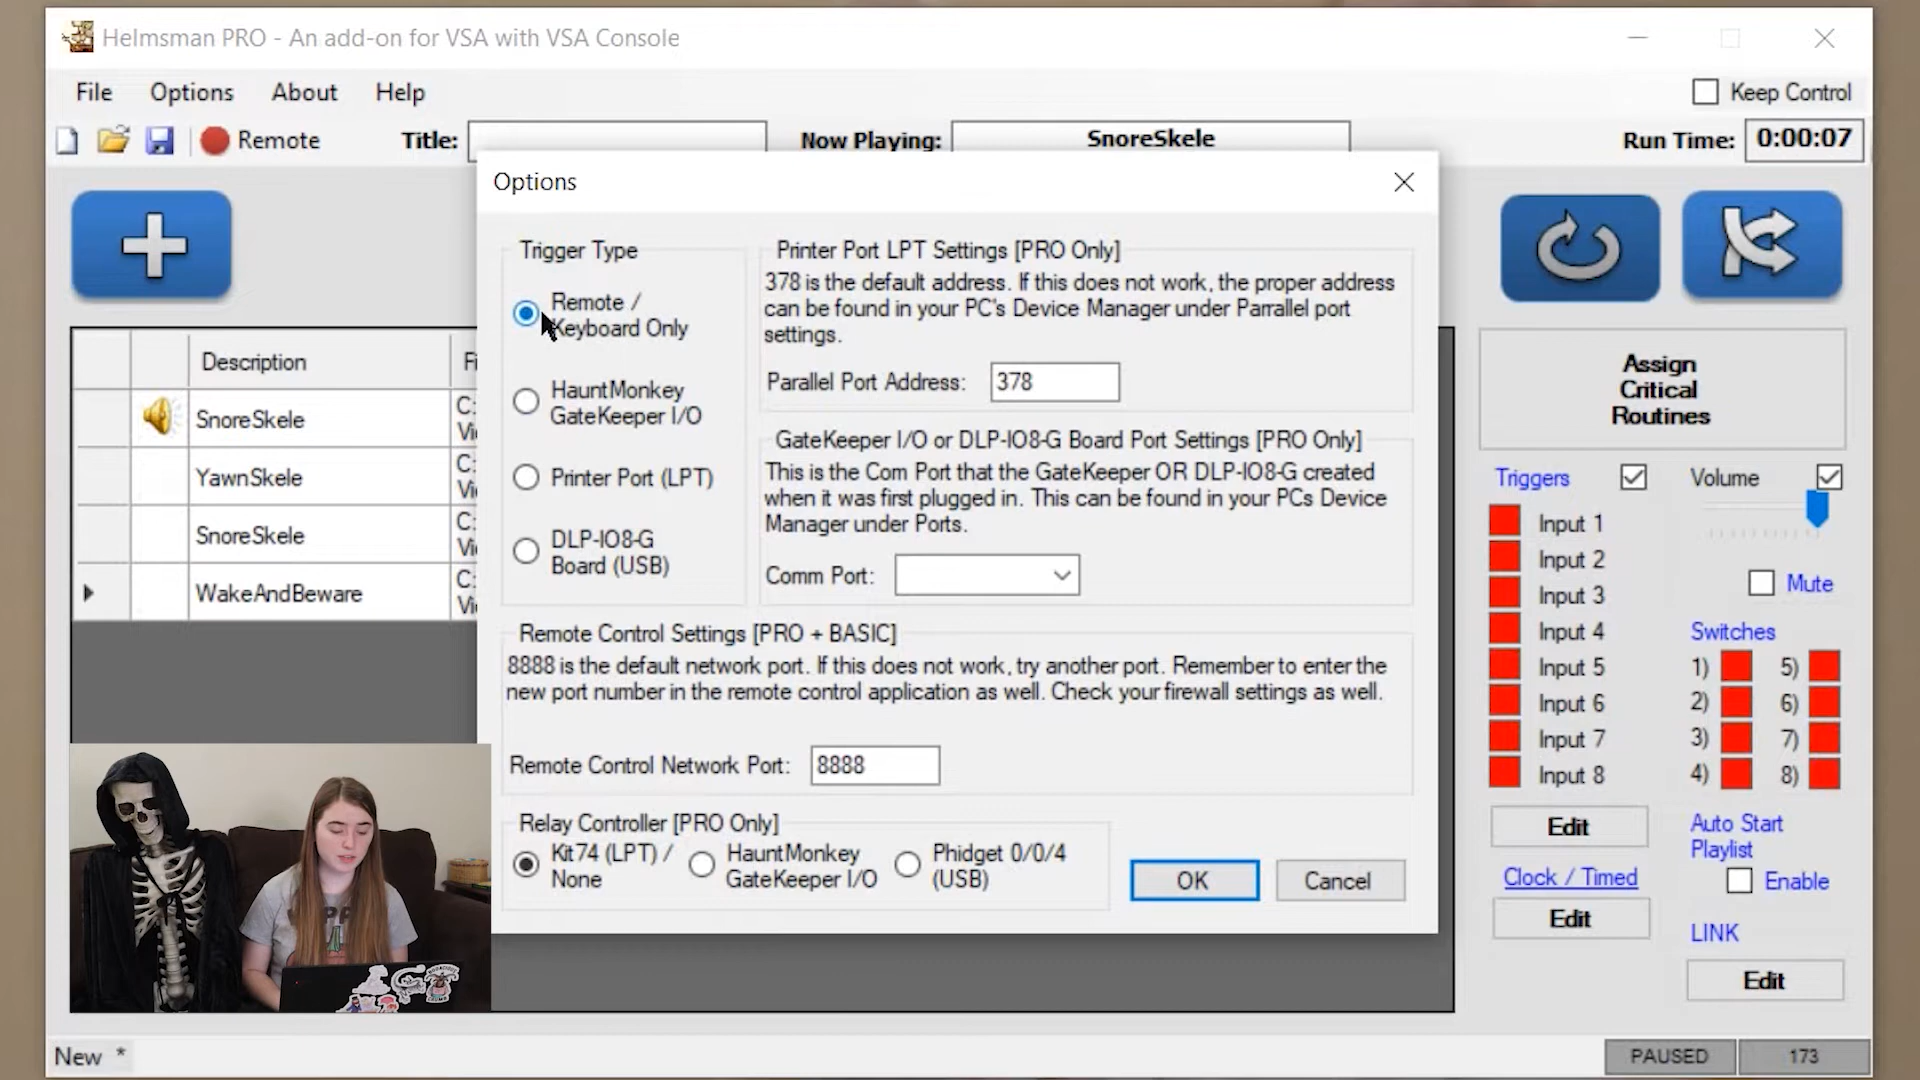 Helmsman PRO - An add-on for VSA with VSA Console
File Options About Help
Keep Control
Remote
Title:
Now Playing:
SnoreSkele
Run Time:
0:00:07
Options
Trigger Type
Remote /
Keyboard Only
HauntMonkey
GateKeeper I/O
Printer Port (LPT)
DLP-IO8-G
Board (USB)
Printer Port LPT Settings [PRO Only]
378 is the default address. If this does not work, the proper address
can be found in your PC's Device Manager under Parrallel port
settings.
Parallel Port Address: 378
GateKeeper I/O or DLP-IO8-G Board Port Settings [PRO Only]
This is the Com Port that the GateKeeper OR DLP-IO8-G created
when it was first plugged in. This can be found in your PCs Device
Manager under Ports.
Comm Port:
Remote Control Settings [PRO + BASIC]
8888 is the default network port. If this does not work, try another port. Remember to enter the
new port number in the remote control application as well. Check your firewall settings as well.
Remote Control Network Port: 8888
Relay Controller [PRO Only]
Kit74 (LPT) /
None
HauntMonkey
GateKeeper I/O
Phidget 0/0/4
(USB)
OK
Cancel
Description
Fi
SnoreSkele
C:
Vi
YawnSkele
C:
Vi
SnoreSkele
C:
Vi
WakeAndBeware
C:
Vi
Assign
Critical
Routines
Triggers
Input 1
Input 2
Input 3
Input 4
Input 5
Input 6
Input 7
Input 8
Edit
Clock / Timed
Edit
Volume
Mute
Switches
1) 5)
2) 6)
3) 7)
4) 8)
Auto Start
Playlist
Enable
LINK
Edit
New *
PAUSED
173